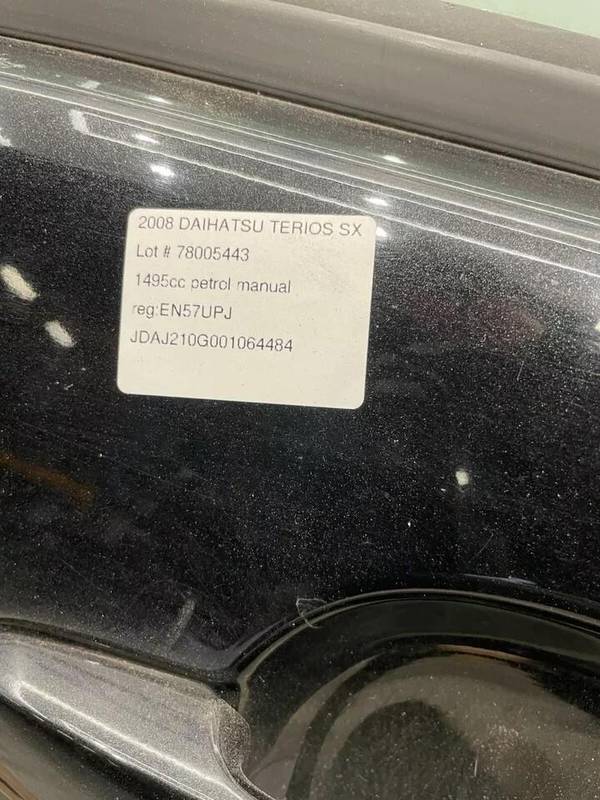 2008 DAIHATSU TERIOS SX
Lot # 78005443
1495cc petrol manual
reg:EN57UPJ
JDAJ210G001064484